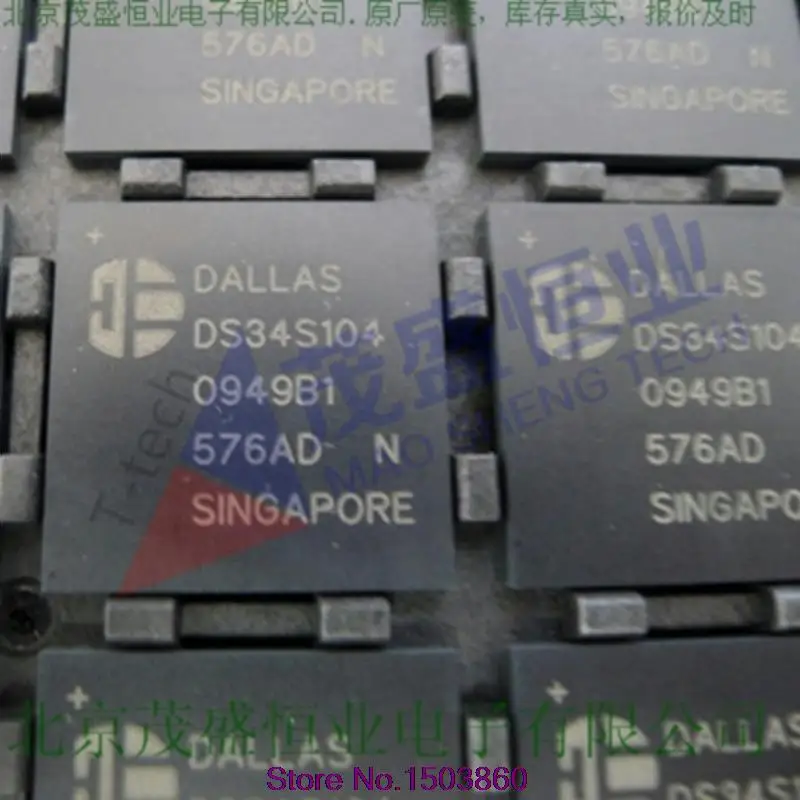 北京茂盛恒业电子有限公司.原厂原装，库存真实，报价及时
576AD N
SINGAPORE
576AD N
SINGAPORE
DALLAS
DS34S104
0949B1
576AD N
SINGAPORE
DALLAS
DS34S104
0949B1
576AD
SINGAPO
T-tech
茂盛恒业
MAO SHENG TECH
DALLAS
DALLAS
DS34S1
北京茂盛恒业电子有限公司
Store No.1503860